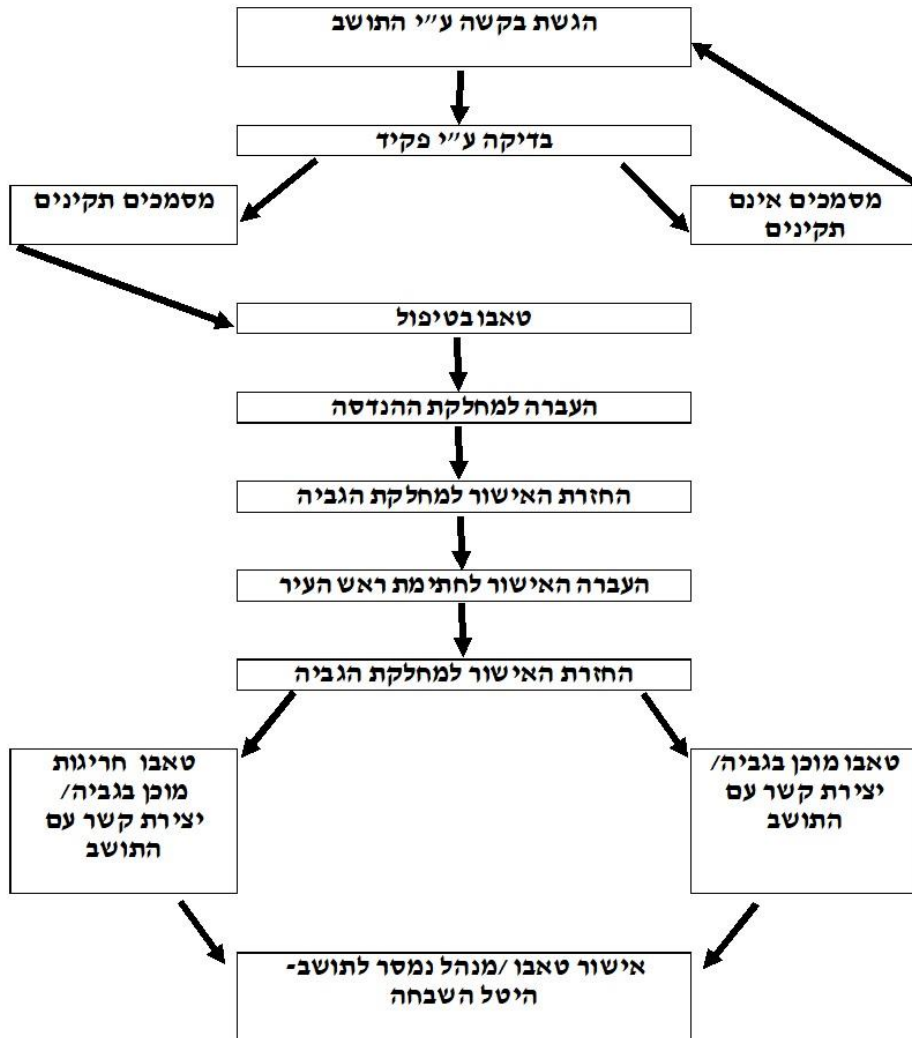 הגשת בקשה ע״י התושב
בדיקה ע״י פקיד
מסמכים אינם
תקינים
מסמכים תקינים
טאבו בטיפול
העברה למחלקת ההנדסה
החזרת האישור למחלקת הגביה
העברה האישור לחתימת ראש העיר
החזרת האישור למחלקת הגביה
טאבו מוכן בגביה/
יצירת קשר עם
התושב
טאבו חריגות
מוכן בגביה/
יצירת קשר עם
התושב
אישור טאבו /מנהל נמסר לתושב-
היטל השבחה